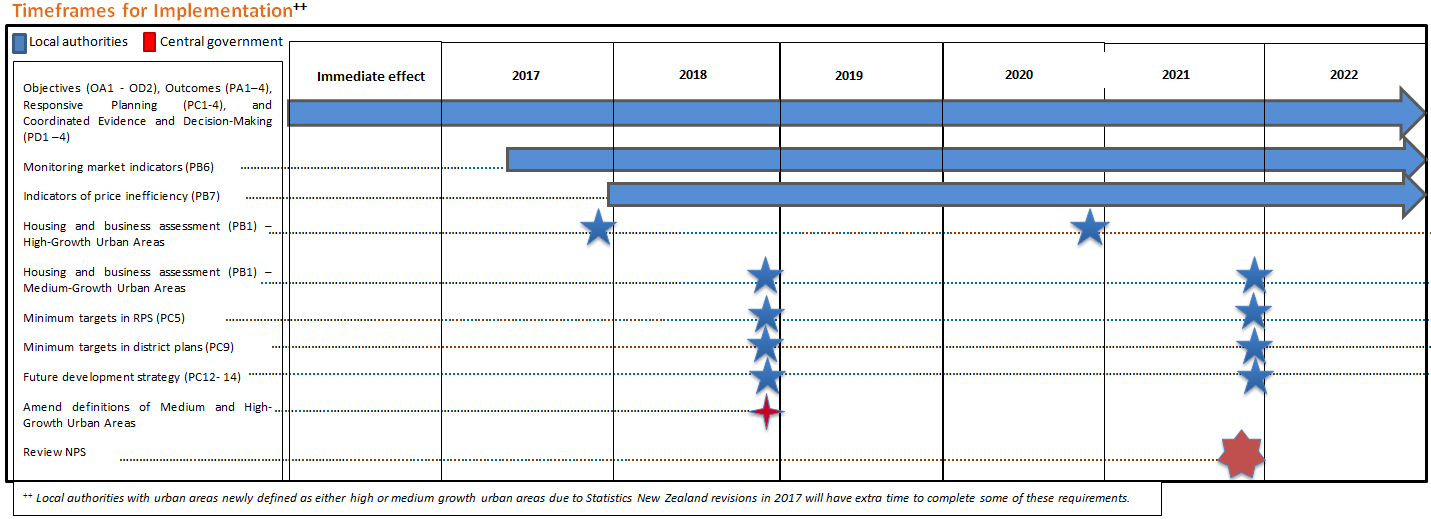 Timeframes for Implementation++
Local authorities Central government
Immediate effect 2017 2018 2019 2020 2021 2022
Objectives (OA1 - OD2), Outcomes (PA1–4),
Responsive Planning (PC1-4), and
Coordinated Evidence and Decision-Making
(PD1 –4)
Monitoring market indicators (PB6)
Indicators of price inefficiency (PB7)
Housing and business assessment (PB1) –
High-Growth Urban Areas
Housing and business assessment (PB1) –
Medium-Growth Urban Areas
Minimum targets in RPS (PC5)
Minimum targets in district plans (PC9)
Future development strategy (PC12- 14)
Amend definitions of Medium and High-
Growth Urban Areas
Review NPS
++ Local authorities with urban areas newly defined as either high or medium growth urban areas due to Statistics New Zealand revisions in 2017 will have extra time to complete some of these requirements.